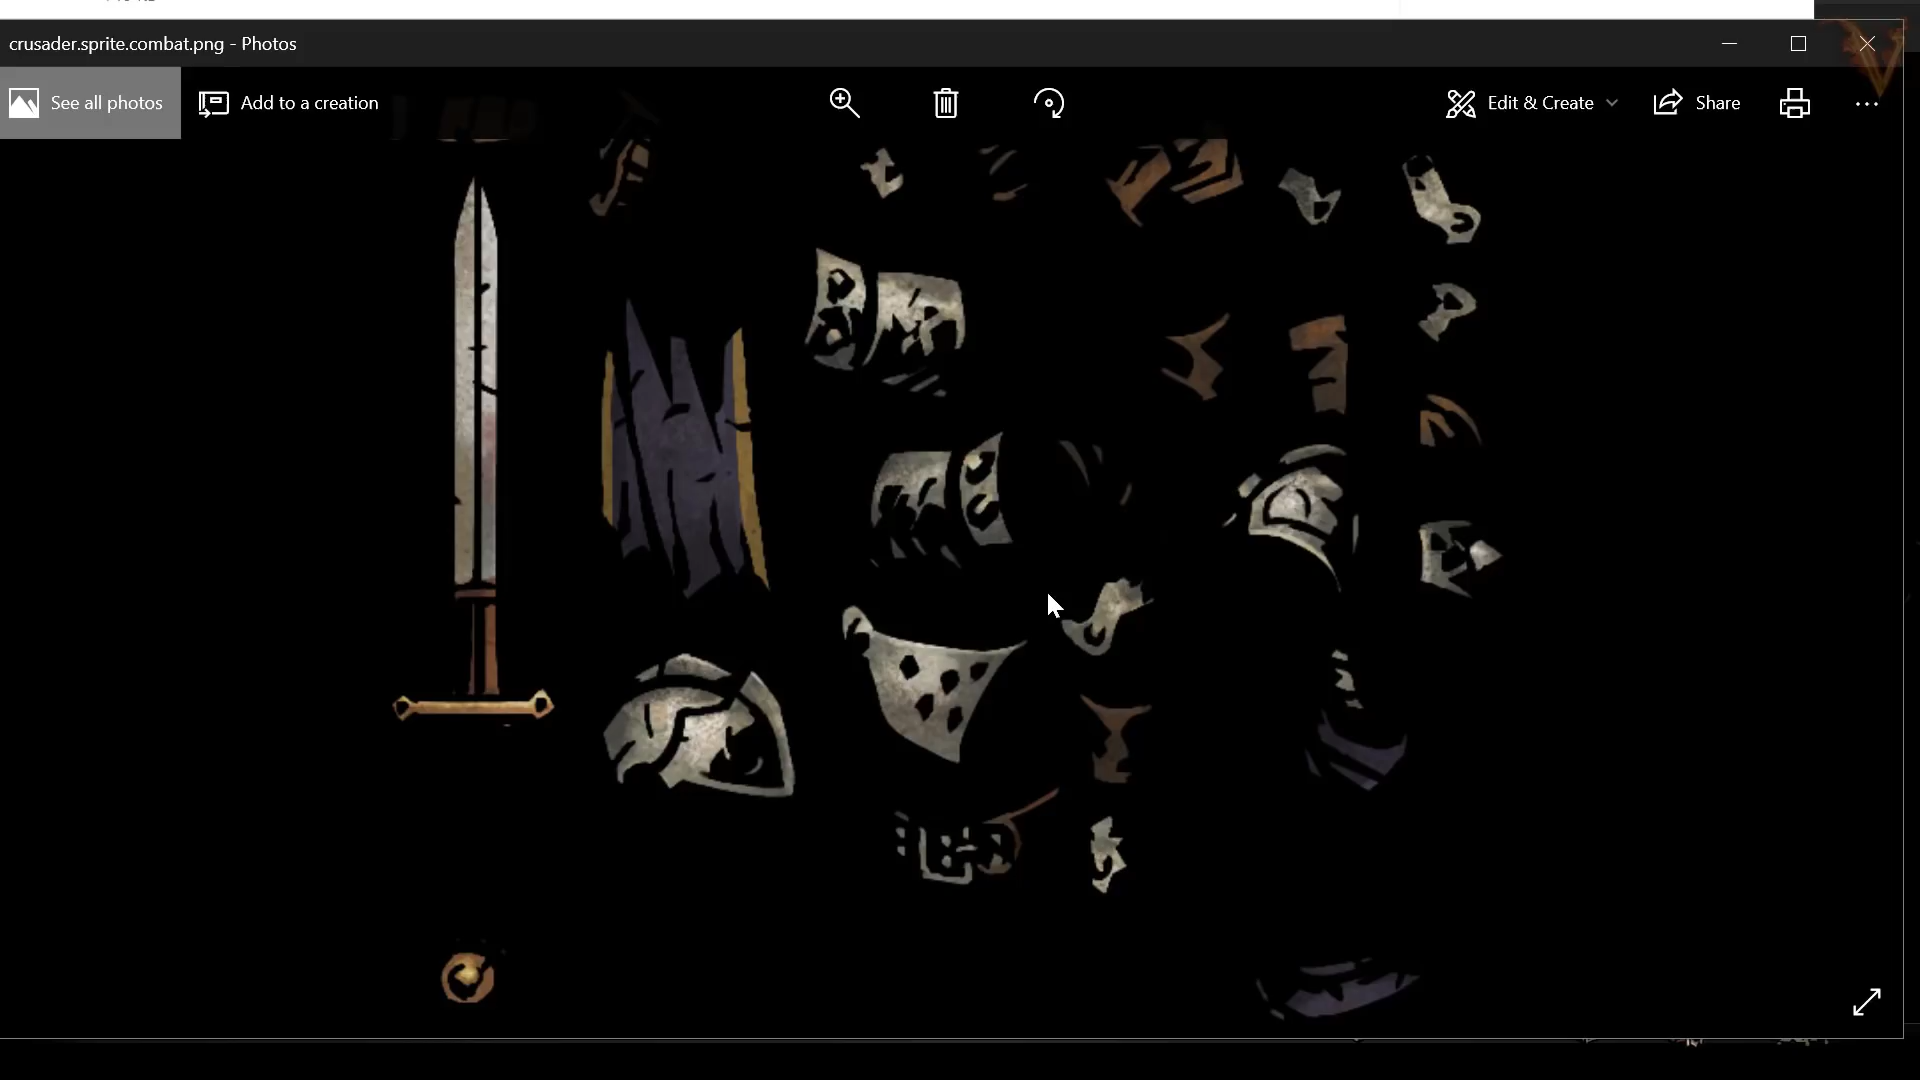 crusader.sprite.combat.png - Photos
See all photos
Add to a creation
Edit & Create
Share